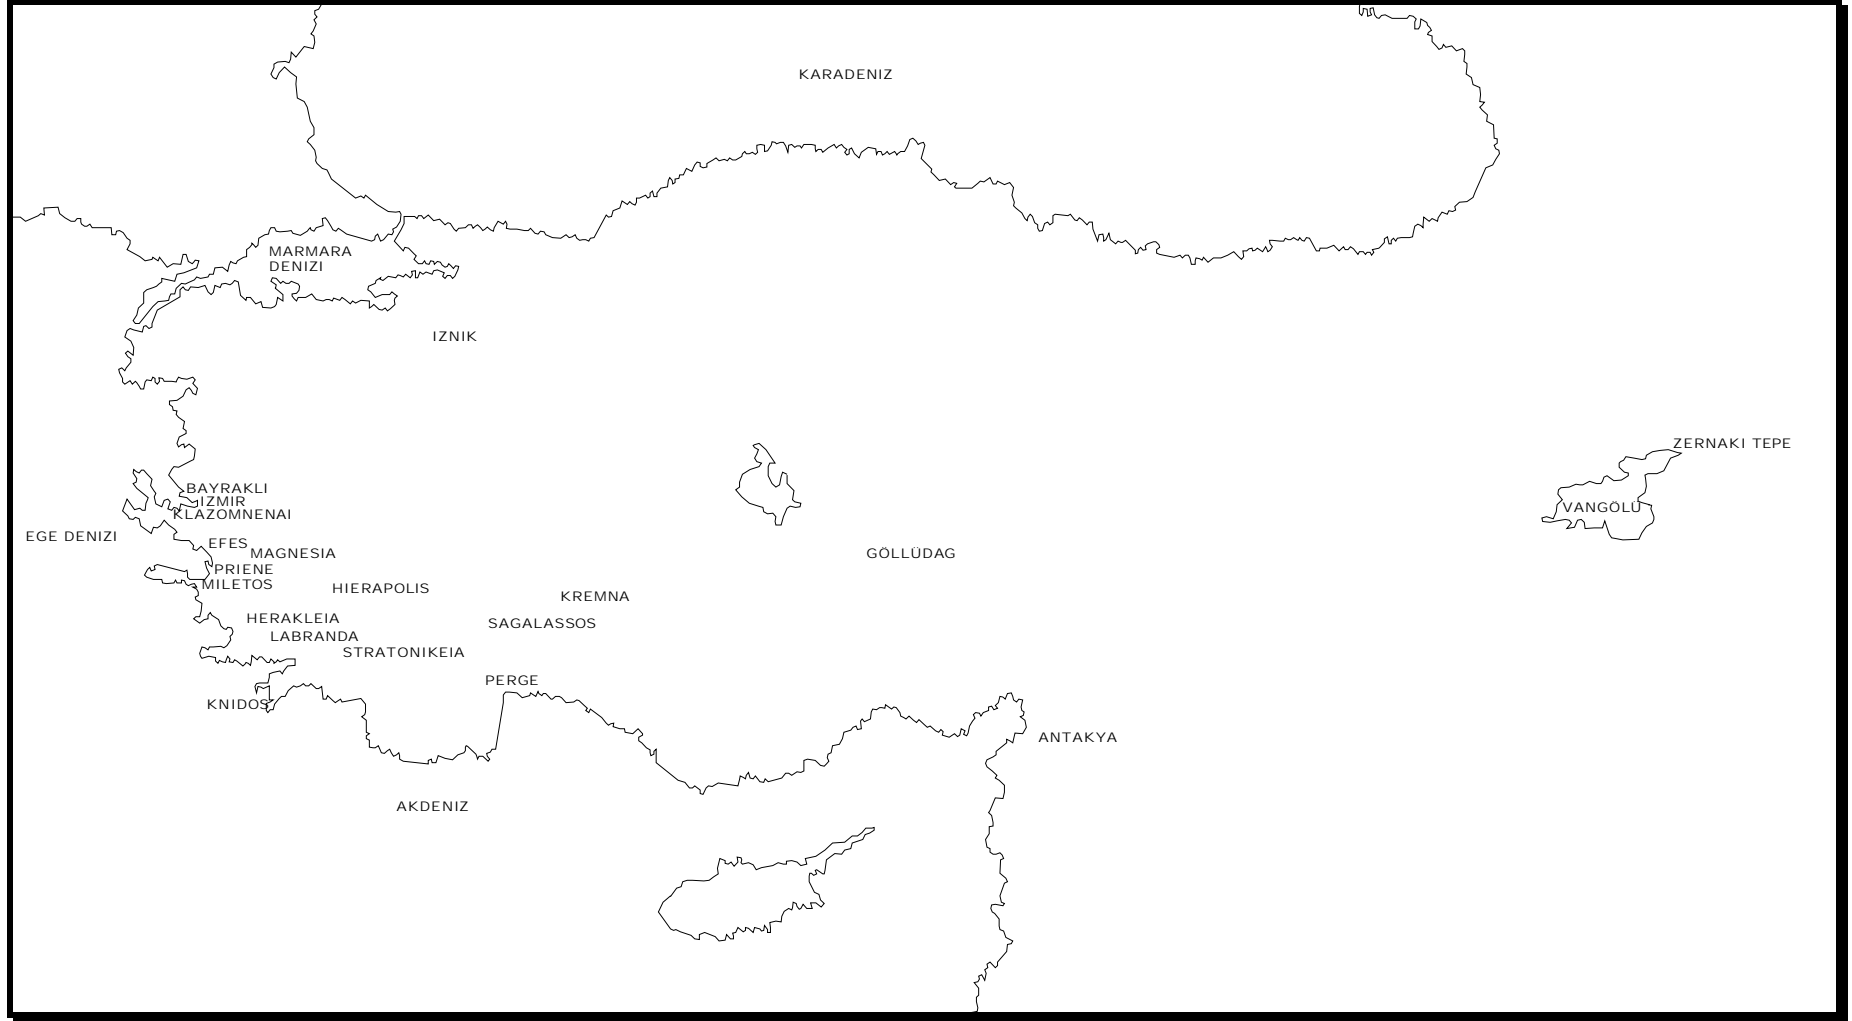 KARADENIZ
MARMARA
DENIZI
IZNIK
ZERNAKI TEPE
BAYRAKLI
IZMIR
KLAZOMNENAI
VANGÖLÜ
EGE DENIZI
EFES
MAGNESIA
GÖLLÜDAG
PRIENE
MILETOS
HIERAPOLIS
KREMNA
HERAKLEIA
SAGALASSOS
LABRANDA
STRATONIKEIA
PERGE
KNIDOS
ANTAKYA
AKDENIZ